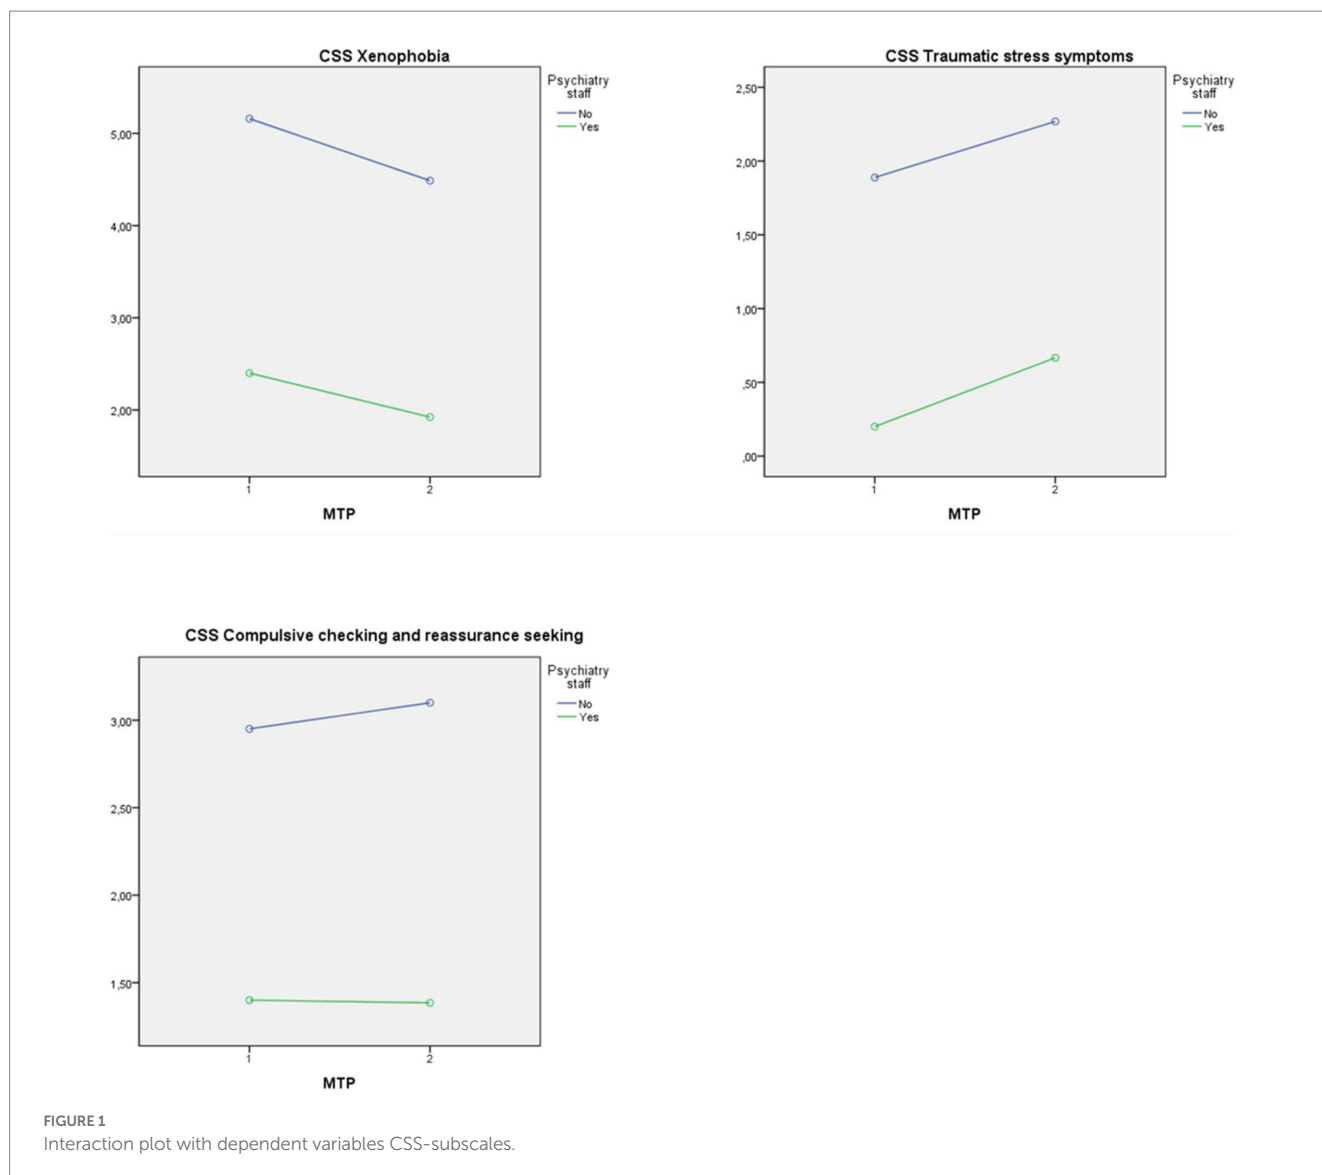 CSS Xenophobia
Psychiatry
staff
No
Yes
5,00
4,00
3,00
2,00
1
2
MTP
CSS Traumatic stress symptoms
Psychiatry
staff
No
Yes
2,50
2,00
1,50
1,00
,50
,00
1
2
MTP
CSS Compulsive checking and reassurance seeking
Psychiatry
staff
No
Yes
3,00
2,50
2,00
1,50
1
2
MTP
FIGURE 1
Interaction plot with dependent variables CSS-subscales.